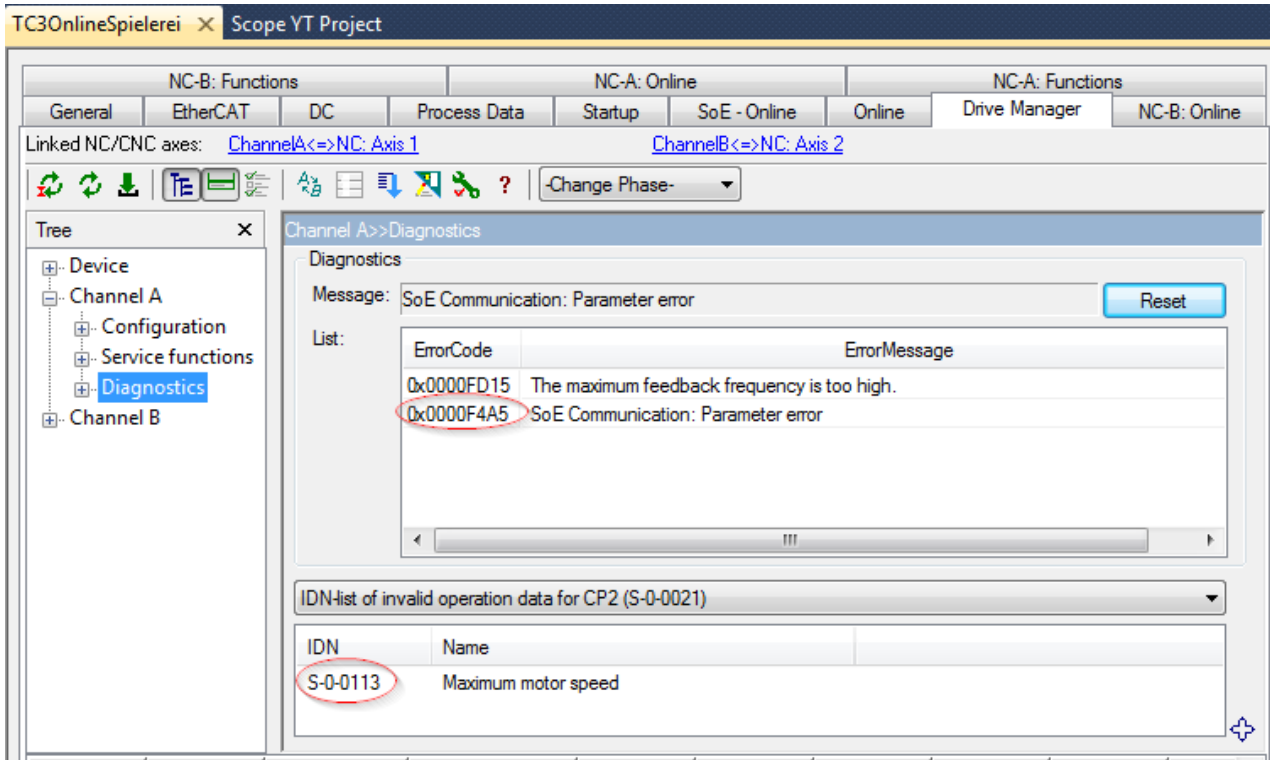 TC3OnlineSpielerei × Scope YT Project
NC-B: Functions NC-A: Online NC-A: Functions
General EtherCAT DC Process Data Startup SoE - Online Online Drive Manager NC-B: Online
Linked NC/CNC axes: ChannelA<=>NC: Axis 1 ChannelB<=>NC: Axis 2
-Change Phase-
Tree
Channel A>>Diagnostics
Device
Channel A
Configuration
Service functions
Diagnostics
Channel B
Diagnostics
Message: SoE Communication: Parameter error Reset
List:
ErrorCode ErrorMessage
0x0000FD15 The maximum feedback frequency is too high.
0x0000F4A5 SoE Communication: Parameter error
IDN-list of invalid operation data for CP2 (S-0-0021)
IDN Name
S-0-0113 Maximum motor speed